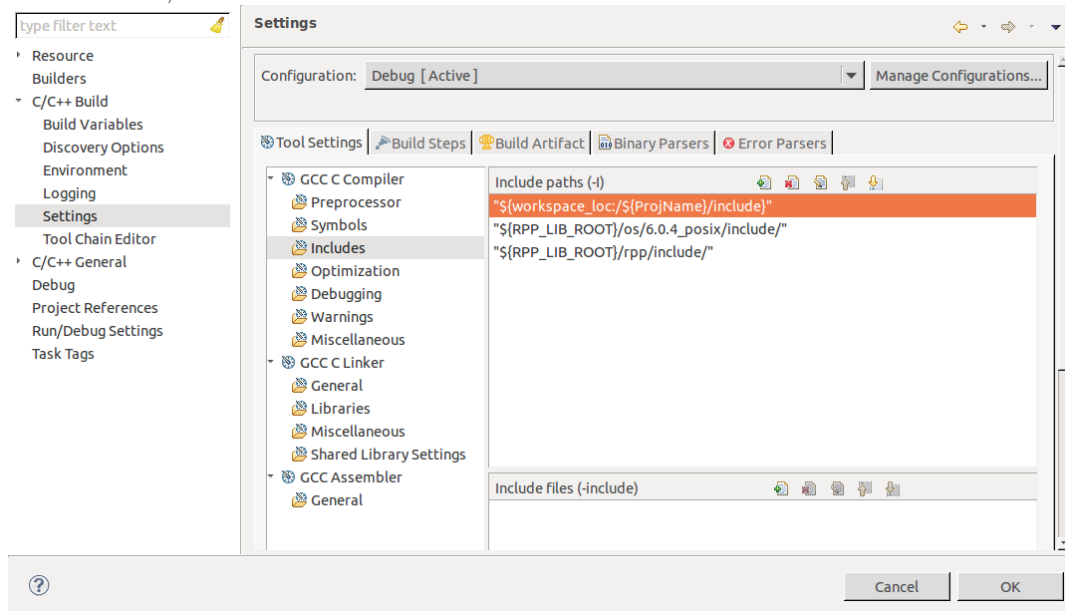 type filter text
Resource
Builders
C/C++ Build
Build Variables
Discovery Options
Environment
Logging
Settings
Tool Chain Editor
C/C++ General
Debug
Project References
Run/Debug Settings
Task Tags
Settings
Configuration: Debug [ Active ]
Manage Configurations...
Tool Settings
Build Steps
Build Artifact
Binary Parsers
Error Parsers
GCC C Compiler
Preprocessor
Symbols
Includes
Optimization
Debugging
Warnings
Miscellaneous
GCC C Linker
General
Libraries
Miscellaneous
Shared Library Settings
GCC Assembler
General
Include paths (-I)
"${workspace_loc:/${ProjName}/include}"
"${RPP_LIB_ROOT}/os/6.0.4_posix/include/"
"${RPP_LIB_ROOT}/rpp/include/"
Include files (-include)
Cancel
OK